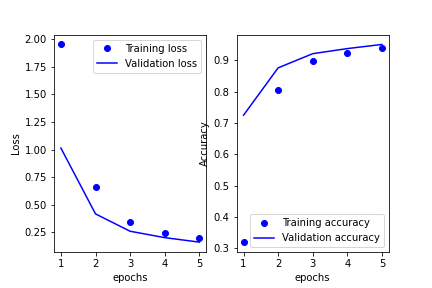 2.00
1.75
1.50
1.25
1.00
0.75
0.50
0.25
Loss
Training loss
Validation loss
1 2 3 4 5
epochs
0.9
0.8
0.7
0.6
0.5
0.4
0.3
Accuracy
Training accuracy
Validation accuracy
1 2 3 4 5
epochs